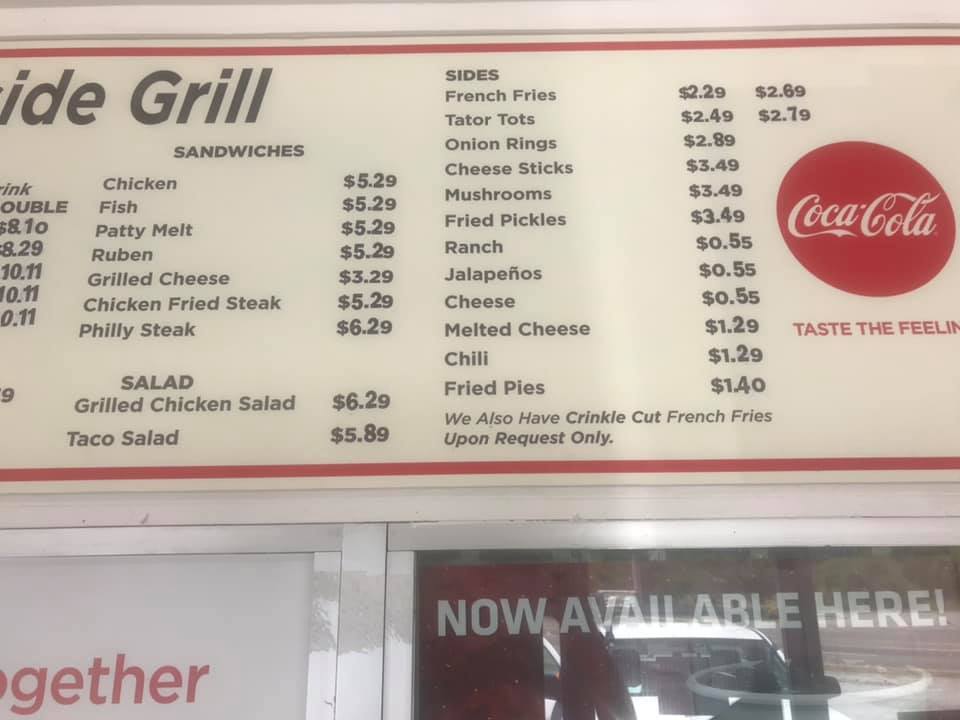 ide Grill
rink
OUBLE
$8.10
8.29
10.11
10.11
0.11
9
SANDWICHES
Chicken $5.29
Fish $5.29
Patty Melt $5.29
Ruben $5.29
Grilled Cheese $3.29
Chicken Fried Steak $5.29
Philly Steak $6.29
SALAD
Grilled Chicken Salad $6.29
Taco Salad $5.89
SIDES
French Fries $2.29 $2.69
Tator Tots $2.49 $2.79
Onion Rings $2.89
Cheese Sticks $3.49
Mushrooms $3.49
Fried Pickles $3.49
Ranch $0.55
Jalapeños $0.55
Cheese $0.55
Melted Cheese $1.29
Chili $1.29
Fried Pies $1.40
We Also Have Crinkle Cut French Fries
Upon Request Only.
Coca-Cola
TASTE THE FEELIN
ogether
NOW AVAILABLE HERE!